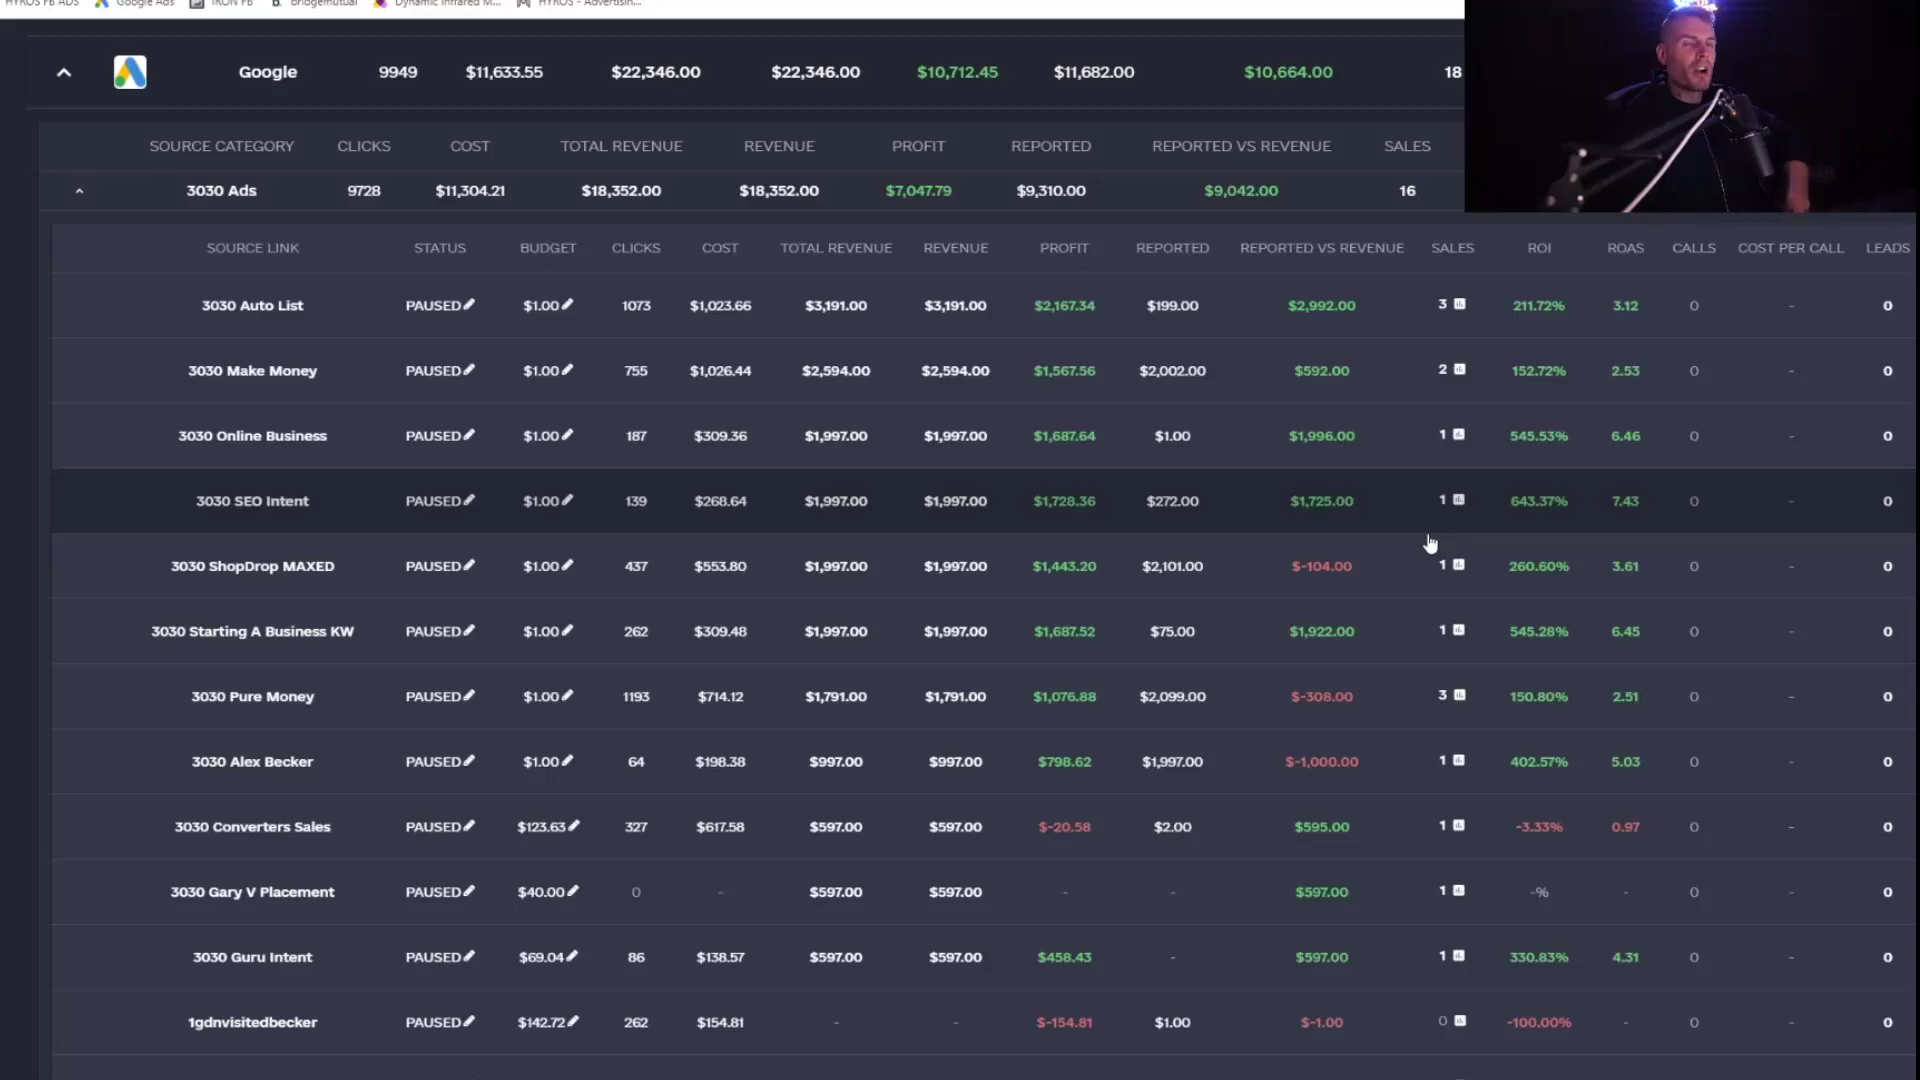 HYROS FB ADS Google Ads IRON FB b. Bridgemutual Dynamic Infrared M... HYROS - Advertisin...
Google 9949 $11,633.55 $22,346.00 $22,346.00 $10,712.45 $11,682.00 $10,664.00 18
SOURCE CATEGORY CLICKS COST TOTAL REVENUE REVENUE PROFIT REPORTED REPORTED VS REVENUE SALES
3030 Ads 9728 $11,304.21 $18,352.00 $18,352.00 $7,047.79 $9,310.00 $9,042.00 16
SOURCE LINK STATUS BUDGET CLICKS COST TOTAL REVENUE REVENUE PROFIT REPORTED REPORTED VS REVENUE SALES ROI ROAS CALLS COST PER CALL LEADS
3030 Auto List PAUSED $1.00 1073 $1,023.66 $3,191.00 $3,191.00 $2,167.34 $199.00 $2,992.00 3 211.72% 3.12 0 - 0
3030 Make Money PAUSED $1.00 755 $1,026.44 $2,594.00 $2,594.00 $1,567.56 $2,002.00 $592.00 2 152.72% 2.53 0 - 0
3030 Online Business PAUSED $1.00 187 $309.36 $1,997.00 $1,997.00 $1,687.64 $1.00 $1,996.00 1 545.53% 6.46 0 - 0
3030 SEO Intent PAUSED $1.00 139 $268.64 $1,997.00 $1,997.00 $1,728.36 $272.00 $1,725.00 1 643.37% 7.43 0 - 0
3030 ShopDrop MAXED PAUSED $1.00 437 $553.80 $1,997.00 $1,997.00 $1,443.20 $2,101.00 $-104.00 1 260.60% 3.61 0 - 0
3030 Starting A Business KW PAUSED $1.00 262 $309.48 $1,997.00 $1,997.00 $1,687.52 $75.00 $1,922.00 1 545.28% 6.45 0 - 0
3030 Pure Money PAUSED $1.00 1193 $714.12 $1,791.00 $1,791.00 $1,076.88 $2,099.00 $-308.00 3 150.80% 2.51 0 - 0
3030 Alex Becker PAUSED $1.00 64 $198.38 $997.00 $997.00 $798.62 $1,997.00 $-1,000.00 1 402.57% 5.03 0 - 0
3030 Converters Sales PAUSED $123.63 327 $617.58 $597.00 $597.00 $-20.58 $2.00 $595.00 1 -3.33% 0.97 0 - 0
3030 Gary V Placement PAUSED $40.00 0 - $597.00 $597.00 - - $597.00 1 -% - 0 - 0
3030 Guru Intent PAUSED $69.04 86 $138.57 $597.00 $597.00 $458.43 - $597.00 1 330.83% 4.31 0 - 0
1gdnvisitedbecker PAUSED $142.72 262 $154.81 - - $-154.81 $1.00 $-1.00 0 -100.00% - 0 - 0